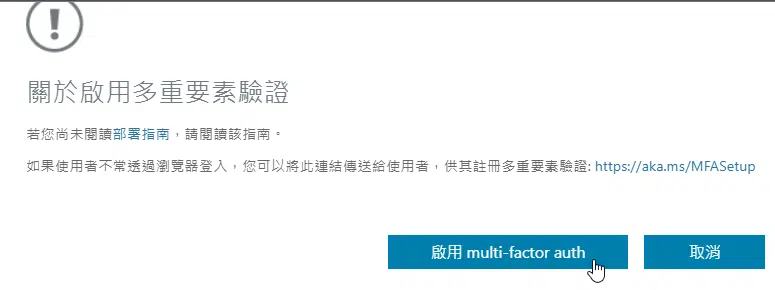 關於啟用多重要素驗證
若您尚未閱讀部署指南，請閱讀該指南。
如果使用者不常透過瀏覽器登入，您可以將此連結傳送給使用者，供其註冊多重要素驗證: https://aka.ms/MFASetup
啟用 multi-factor auth
取消